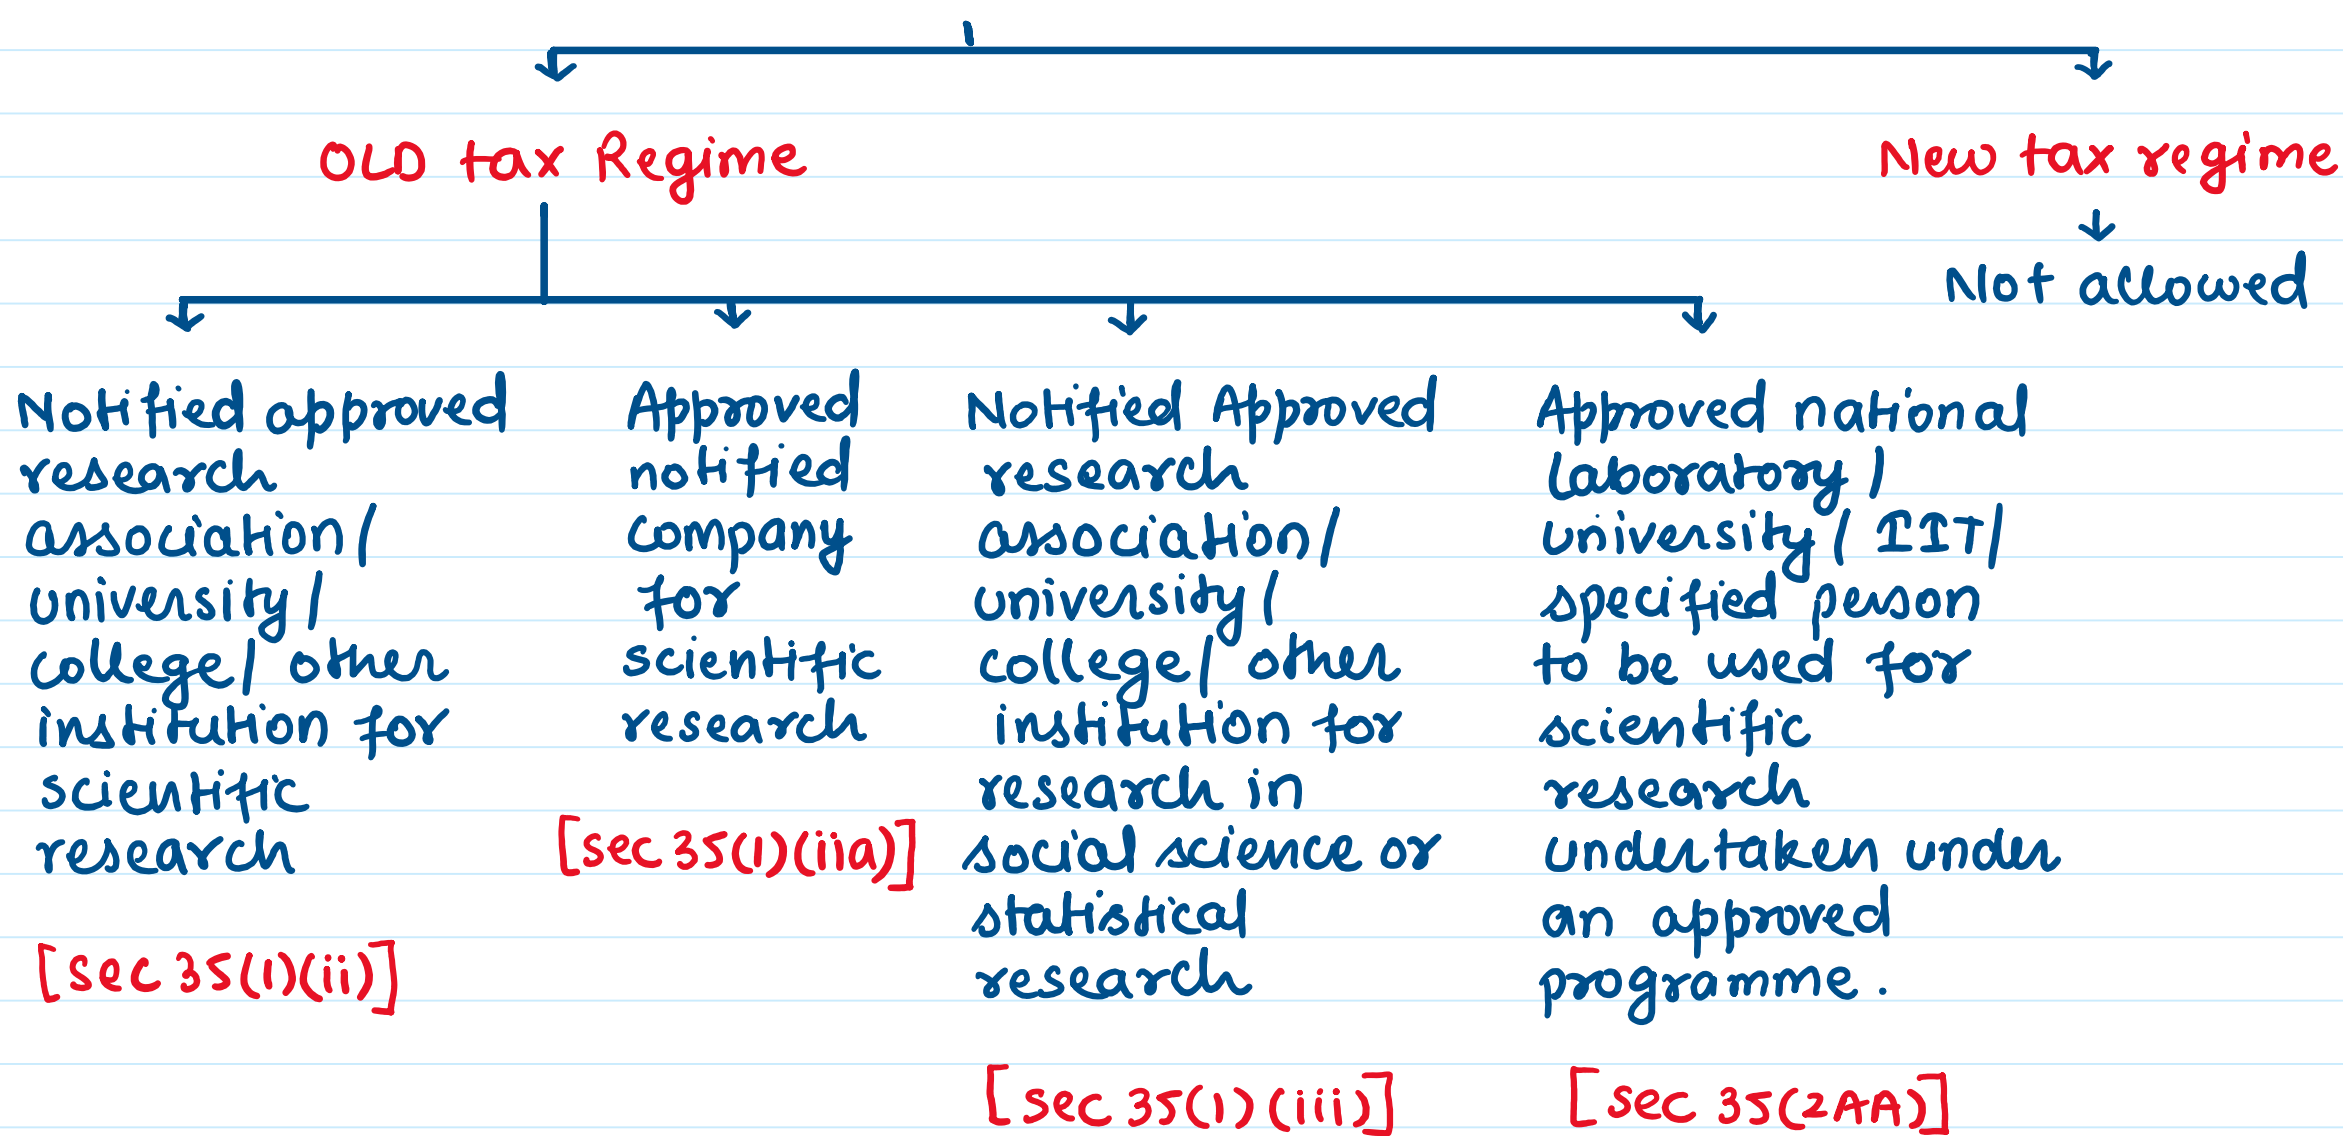 OLD tax Regime
New tax regime
Not allowed
Notified approved
research
association/
university/
college/ other
institution for
scientific
research
[sec 35(1)(ii)]
Approved
notified
company
for
scientific
research
[sec 35(1)(iia)]
Notified Approved
research
association/
university/
college/ other
institution for
research in
social science or
statistical
research
[sec 35(1)(iii)]
Approved national
laboratory/
university/ IIT/
specified person
to be used for
scientific
research
undertaken under
an approved
programme.
[sec 35(2AA)]